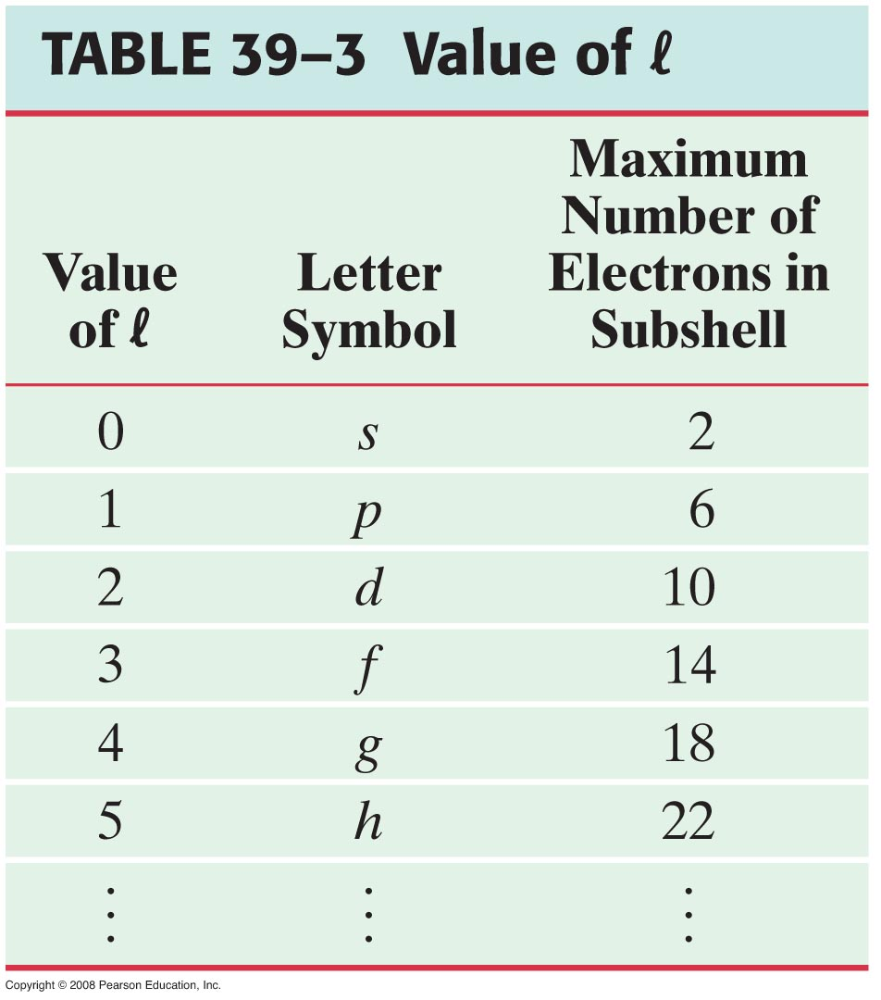 TABLE 39–3 Value of ℓ
Value of ℓ
Letter Symbol
Maximum Number of Electrons in Subshell
0 s 2
1 p 6
2 d 10
3 f 14
4 g 18
5 h 22
⋮ ⋮ ⋮
Copyright © 2008 Pearson Education, Inc.